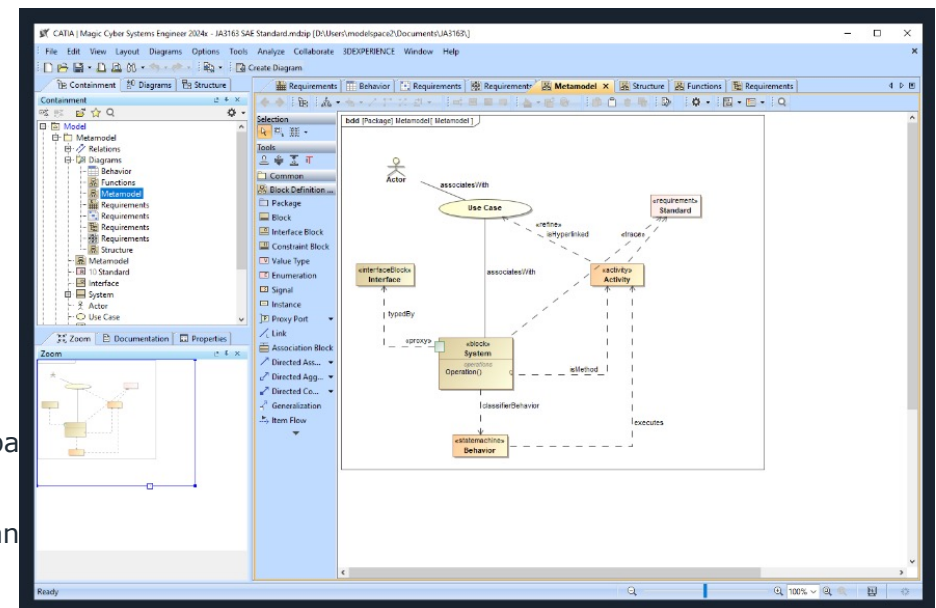 CATIA | Magic Cyber Systems Engineer 2024x - JA3163 SAE Standard.mdzip [D:\Users\modelspace2\Documents\JA3163\]
File Edit View Layout Diagrams Options Tools Analyze Collaborate 3DEXPERIENCE Window Help
Create Diagram
Containment Diagrams Structure
Requirements Behavior Requirements Requirements Metamodel Structure Functions Requirements
Containment
Model
Metamodel
Relations
Diagrams
Behavior
Functions
Metamodel
Requirements
Requirements
Requirements
Requirements
Structure
Metamodel
10 Standard
Interface
System
Actor
Use Case
Zoom Documentation Properties
Zoom
Selection
Tools
Common
Block Definition ...
Package
Block
Interface Block
Constraint Block
Value Type
Enumeration
Signal
Instance
Proxy Port
Link
Association Block
Directed Ass...
Directed Agg...
Directed Co...
Generalization
Item Flow
bdd [Package] Metamodel[ Metamodel ]
Actor
associatesWith
Use Case
«requirement»
Standard
«refine»
isHyperlinked
«trace»
«interfaceBlock»
Interface
associatesWith
«activity»
Activity
typedBy
«proxy»
«block»
System
operations
Operation()
isMethod
classifierBehavior
executes
«statemachine»
Behavior
Ready
100%
pa
an